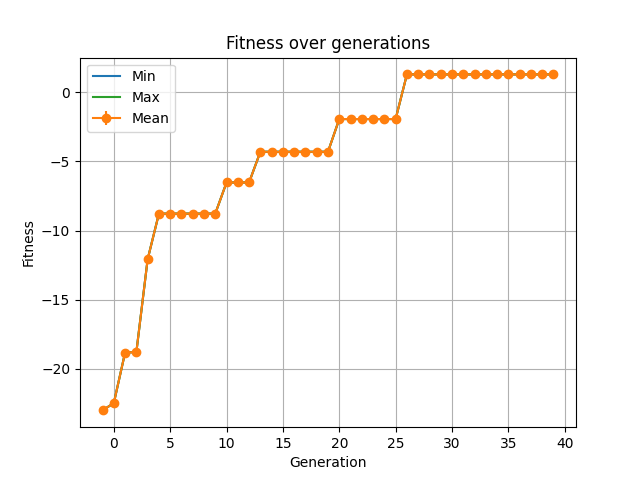 Fitness over generations
Min
Max
Mean
0
−5
−10
−15
−20
Fitness
0 5 10 15 20 25 30 35 40
Generation